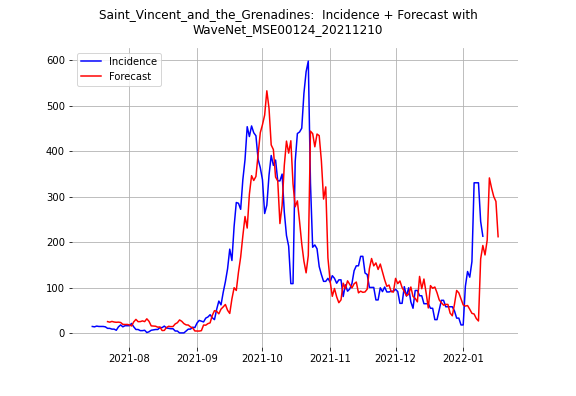 Saint_Vincent_and_the_Grenadines:  Incidence + Forecast with
WaveNet_MSE00124_20211210
Incidence
Forecast
600
500
400
300
200
100
0
2021-08 2021-09 2021-10 2021-11 2021-12 2022-01